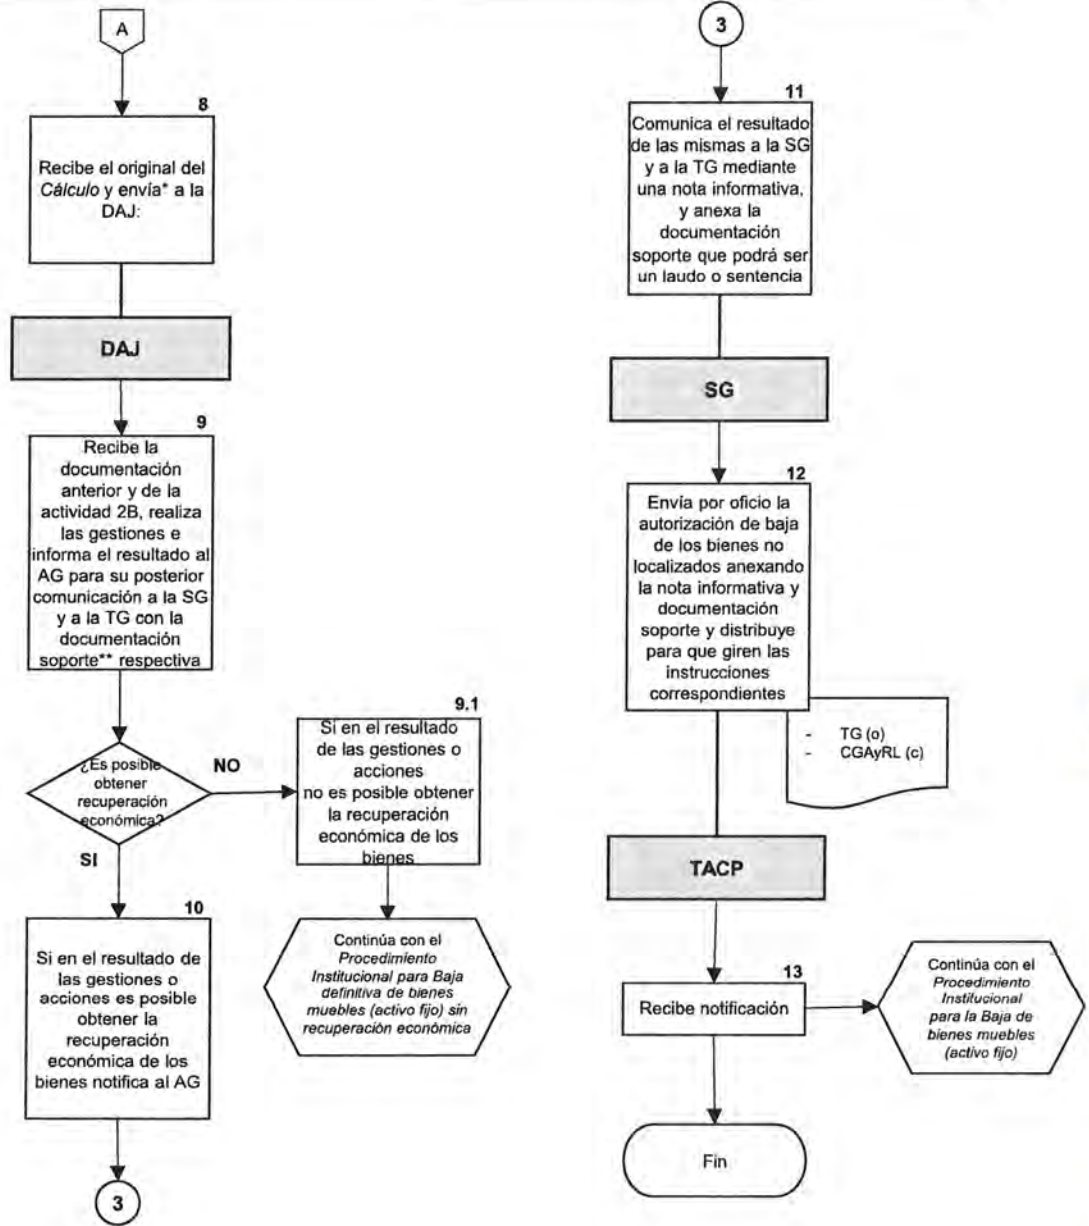 A
8
Recibe el original del
Cálculo y envía* a la
DAJ:
DAJ
9
Recibe la
documentación
anterior y de la
actividad 2B, realiza
las gestiones e
informa el resultado al
AG para su posterior
comunicación a la SG
y a la TG con la
documentación
soporte** respectiva
¿Es posible
obtener
recuperación
económica?
NO
SI
9.1
Si en el resultado
de las gestiones o
acciones
no es posible obtener
la recuperación
económica de los
bienes
Continúa con el
Procedimiento
Institucional para Baja
definitiva de bienes
muebles (activo fijo) sin
recuperación económica
10
Si en el resultado de
las gestiones o
acciones es posible
obtener la
recuperación
económica de los
bienes notifica al AG
3
3
11
Comunica el resultado
de las mismas a la SG
y a la TG mediante
una nota informativa,
y anexa la
documentación
soporte que podrá ser
un laudo o sentencia
SG
12
Envía por oficio la
autorización de baja
de los bienes no
localizados anexando
la nota informativa y
documentación
soporte y distribuye
para que giren las
instrucciones
correspondientes
- TG (o)
- CGAyRL (c)
TACP
13
Recibe notificación
Continúa con el
Procedimiento
Institucional
para la Baja de
bienes muebles
(activo fijo)
Fin